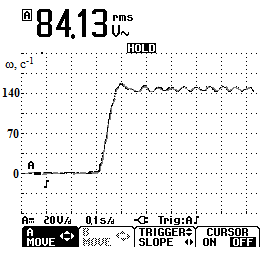 A 84.13 rms V~
HOLD
ω, c⁻¹
140
70
0
A
A= 20V/d 0,1s/d Trig:A
A MOVE
B MOVE
TRIGGER SLOPE
CURSOR ON OFF